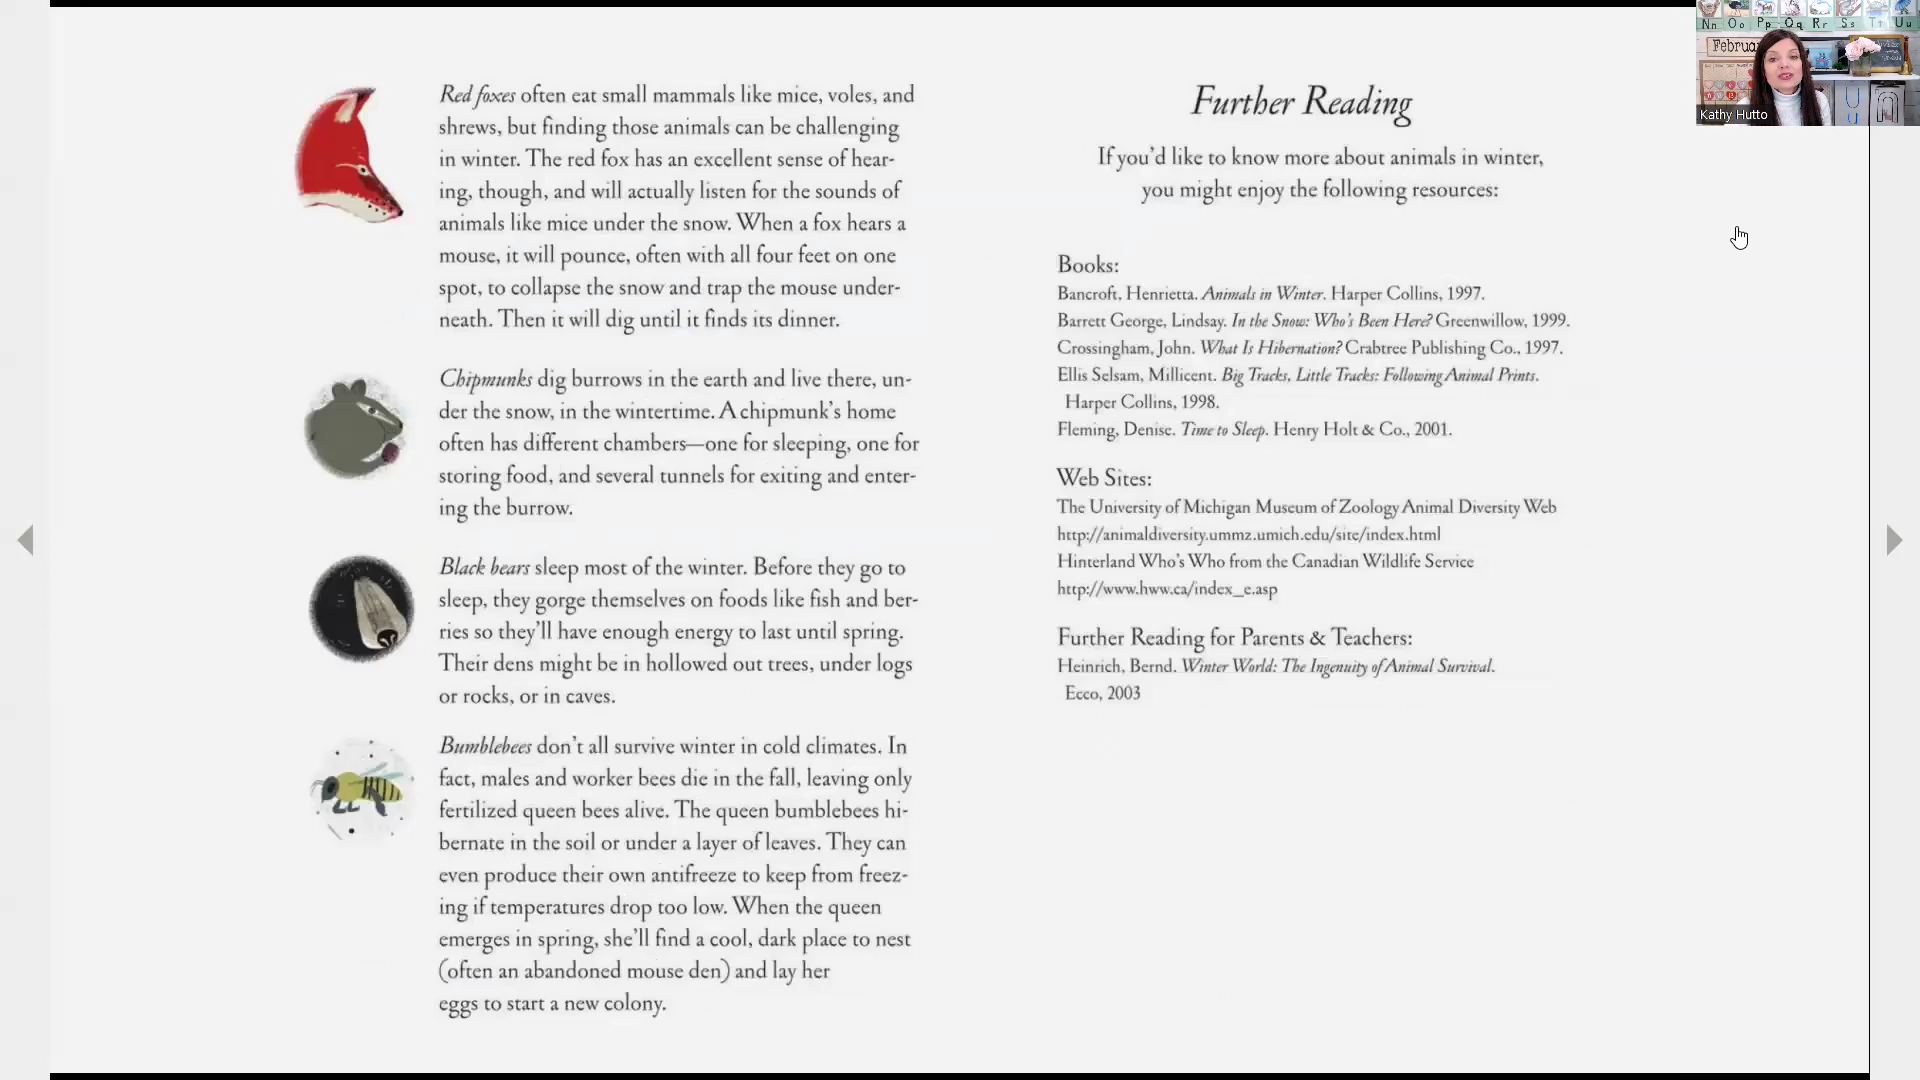 Red foxes often eat small mammals like mice, voles, and
shrews, but finding those animals can be challenging
in winter. The red fox has an excellent sense of hear-
ing, though, and will actually listen for the sounds of
animals like mice under the snow. When a fox hears a
mouse, it will pounce, often with all four feet on one
spot, to collapse the snow and trap the mouse under-
neath. Then it will dig until it finds its dinner.
Chipmunks dig burrows in the earth and live there, un-
der the snow, in the wintertime. A chipmunk's home
often has different chambers—one for sleeping, one for
storing food, and several tunnels for exiting and enter-
ing the burrow.
Black bears sleep most of the winter. Before they go to
sleep, they gorge themselves on foods like fish and ber-
ries so they'll have enough energy to last until spring.
Their dens might be in hollowed out trees, under logs
or rocks, or in caves.
Bumblebees don't all survive winter in cold climates. In
fact, males and worker bees die in the fall, leaving only
fertilized queen bees alive. The queen bumblebees hi-
bernate in the soil or under a layer of leaves. They can
even produce their own antifreeze to keep from freez-
ing if temperatures drop too low. When the queen
emerges in spring, she'll find a cool, dark place to nest
(often an abandoned mouse den) and lay her
eggs to start a new colony.
Further Reading
If you'd like to know more about animals in winter,
you might enjoy the following resources:
Books:
Bancroft, Henrietta. Animals in Winter. Harper Collins, 1997.
Barrett George, Lindsay. In the Snow: Who's Been Here? Greenwillow, 1999.
Crossingham, John. What Is Hibernation? Crabtree Publishing Co., 1997.
Ellis Selsam, Millicent. Big Tracks, Little Tracks: Following Animal Prints.
Harper Collins, 1998.
Fleming, Denise. Time to Sleep. Henry Holt & Co., 2001.
Web Sites:
The University of Michigan Museum of Zoology Animal Diversity Web
http://animaldiversity.ummz.umich.edu/site/index.html
Hinterland Who's Who from the Canadian Wildlife Service
http://www.hww.ca/index_e.asp
Further Reading for Parents & Teachers:
Heinrich, Bernd. Winter World: The Ingenuity of Animal Survival.
Ecco, 2003
Nn Oo Pp Qq Rr Ss Tt Uu
Kathy Hutto